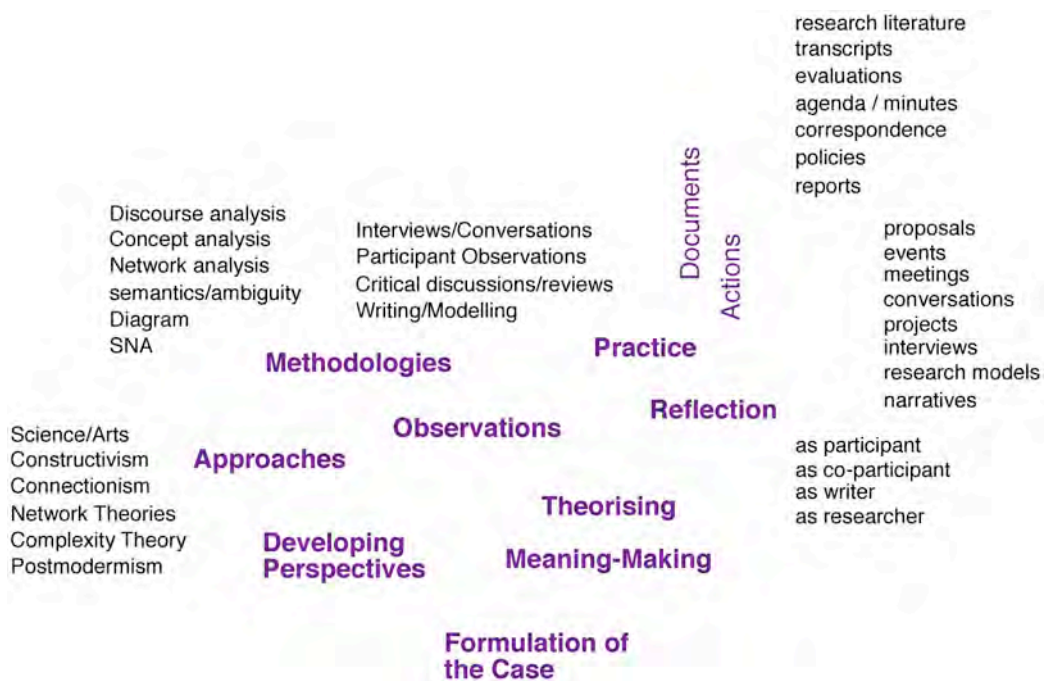 research literature
transcripts
evaluations
agenda / minutes
correspondence
policies
reports
Documents
Actions
Discourse analysis
Concept analysis
Network analysis
semantics/ambiguity
Diagram
SNA
Interviews/Conversations
Participant Observations
Critical discussions/reviews
Writing/Modelling
proposals
events
meetings
conversations
projects
interviews
research models
narratives
Methodologies
Practice
Reflection
Observations
Approaches
Science/Arts
Constructivism
Connectionism
Network Theories
Complexity Theory
Postmodermism
as participant
as co-participant
as writer
as researcher
Theorising
Developing
Perspectives
Meaning-Making
Formulation of
the Case